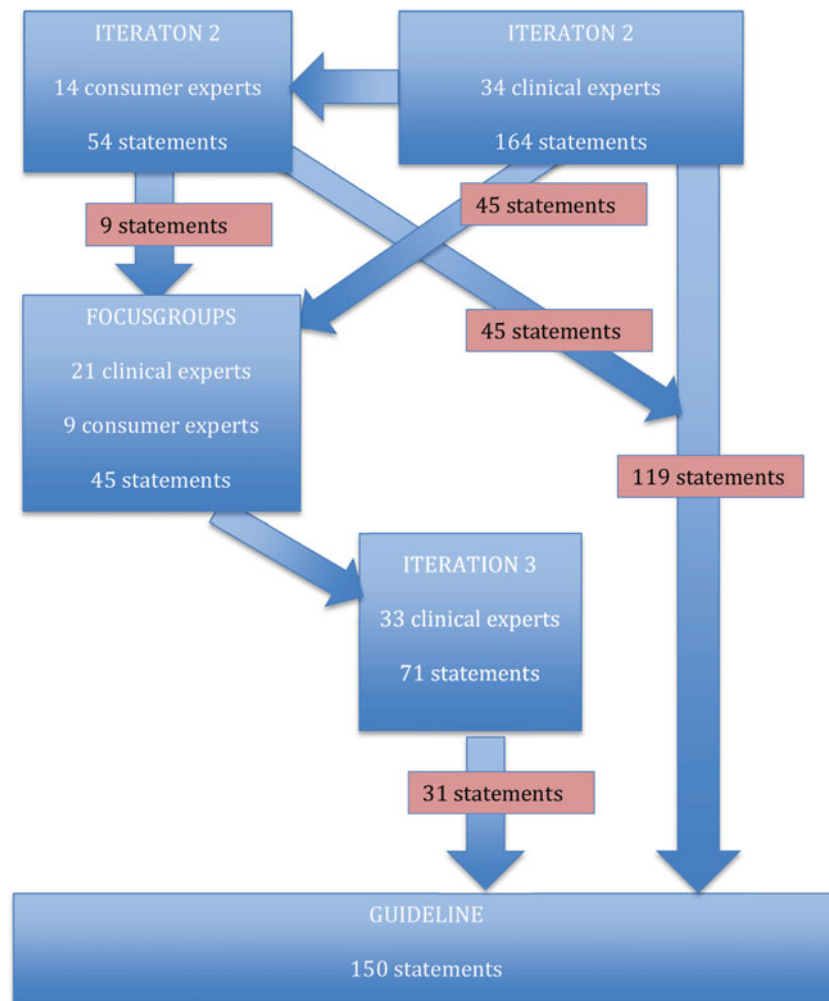 ITERATON 2
14 consumer experts
54 statements
ITERATON 2
34 clinical experts
164 statements
9 statements
45 statements
45 statements
FOCUSGROUPS
21 clinical experts
9 consumer experts
45 statements
119 statements
ITERATION 3
33 clinical experts
71 statements
31 statements
GUIDELINE
150 statements